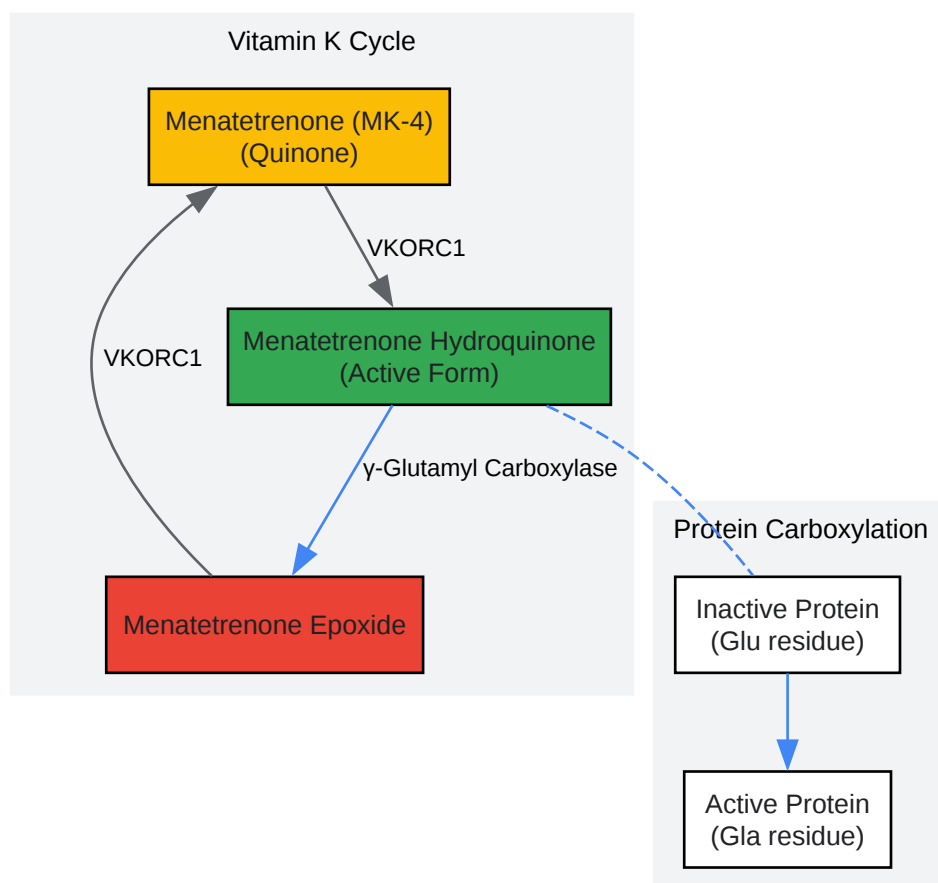 Vitamin K Cycle
Menatetrenone (MK-4)
(Quinone)
VKORC1
Menatetrenone Hydroquinone
(Active Form)
VKORC1
γ-Glutamyl Carboxylase
Menatetrenone Epoxide
Protein Carboxylation
Inactive Protein
(Glu residue)
Active Protein
(Gla residue)